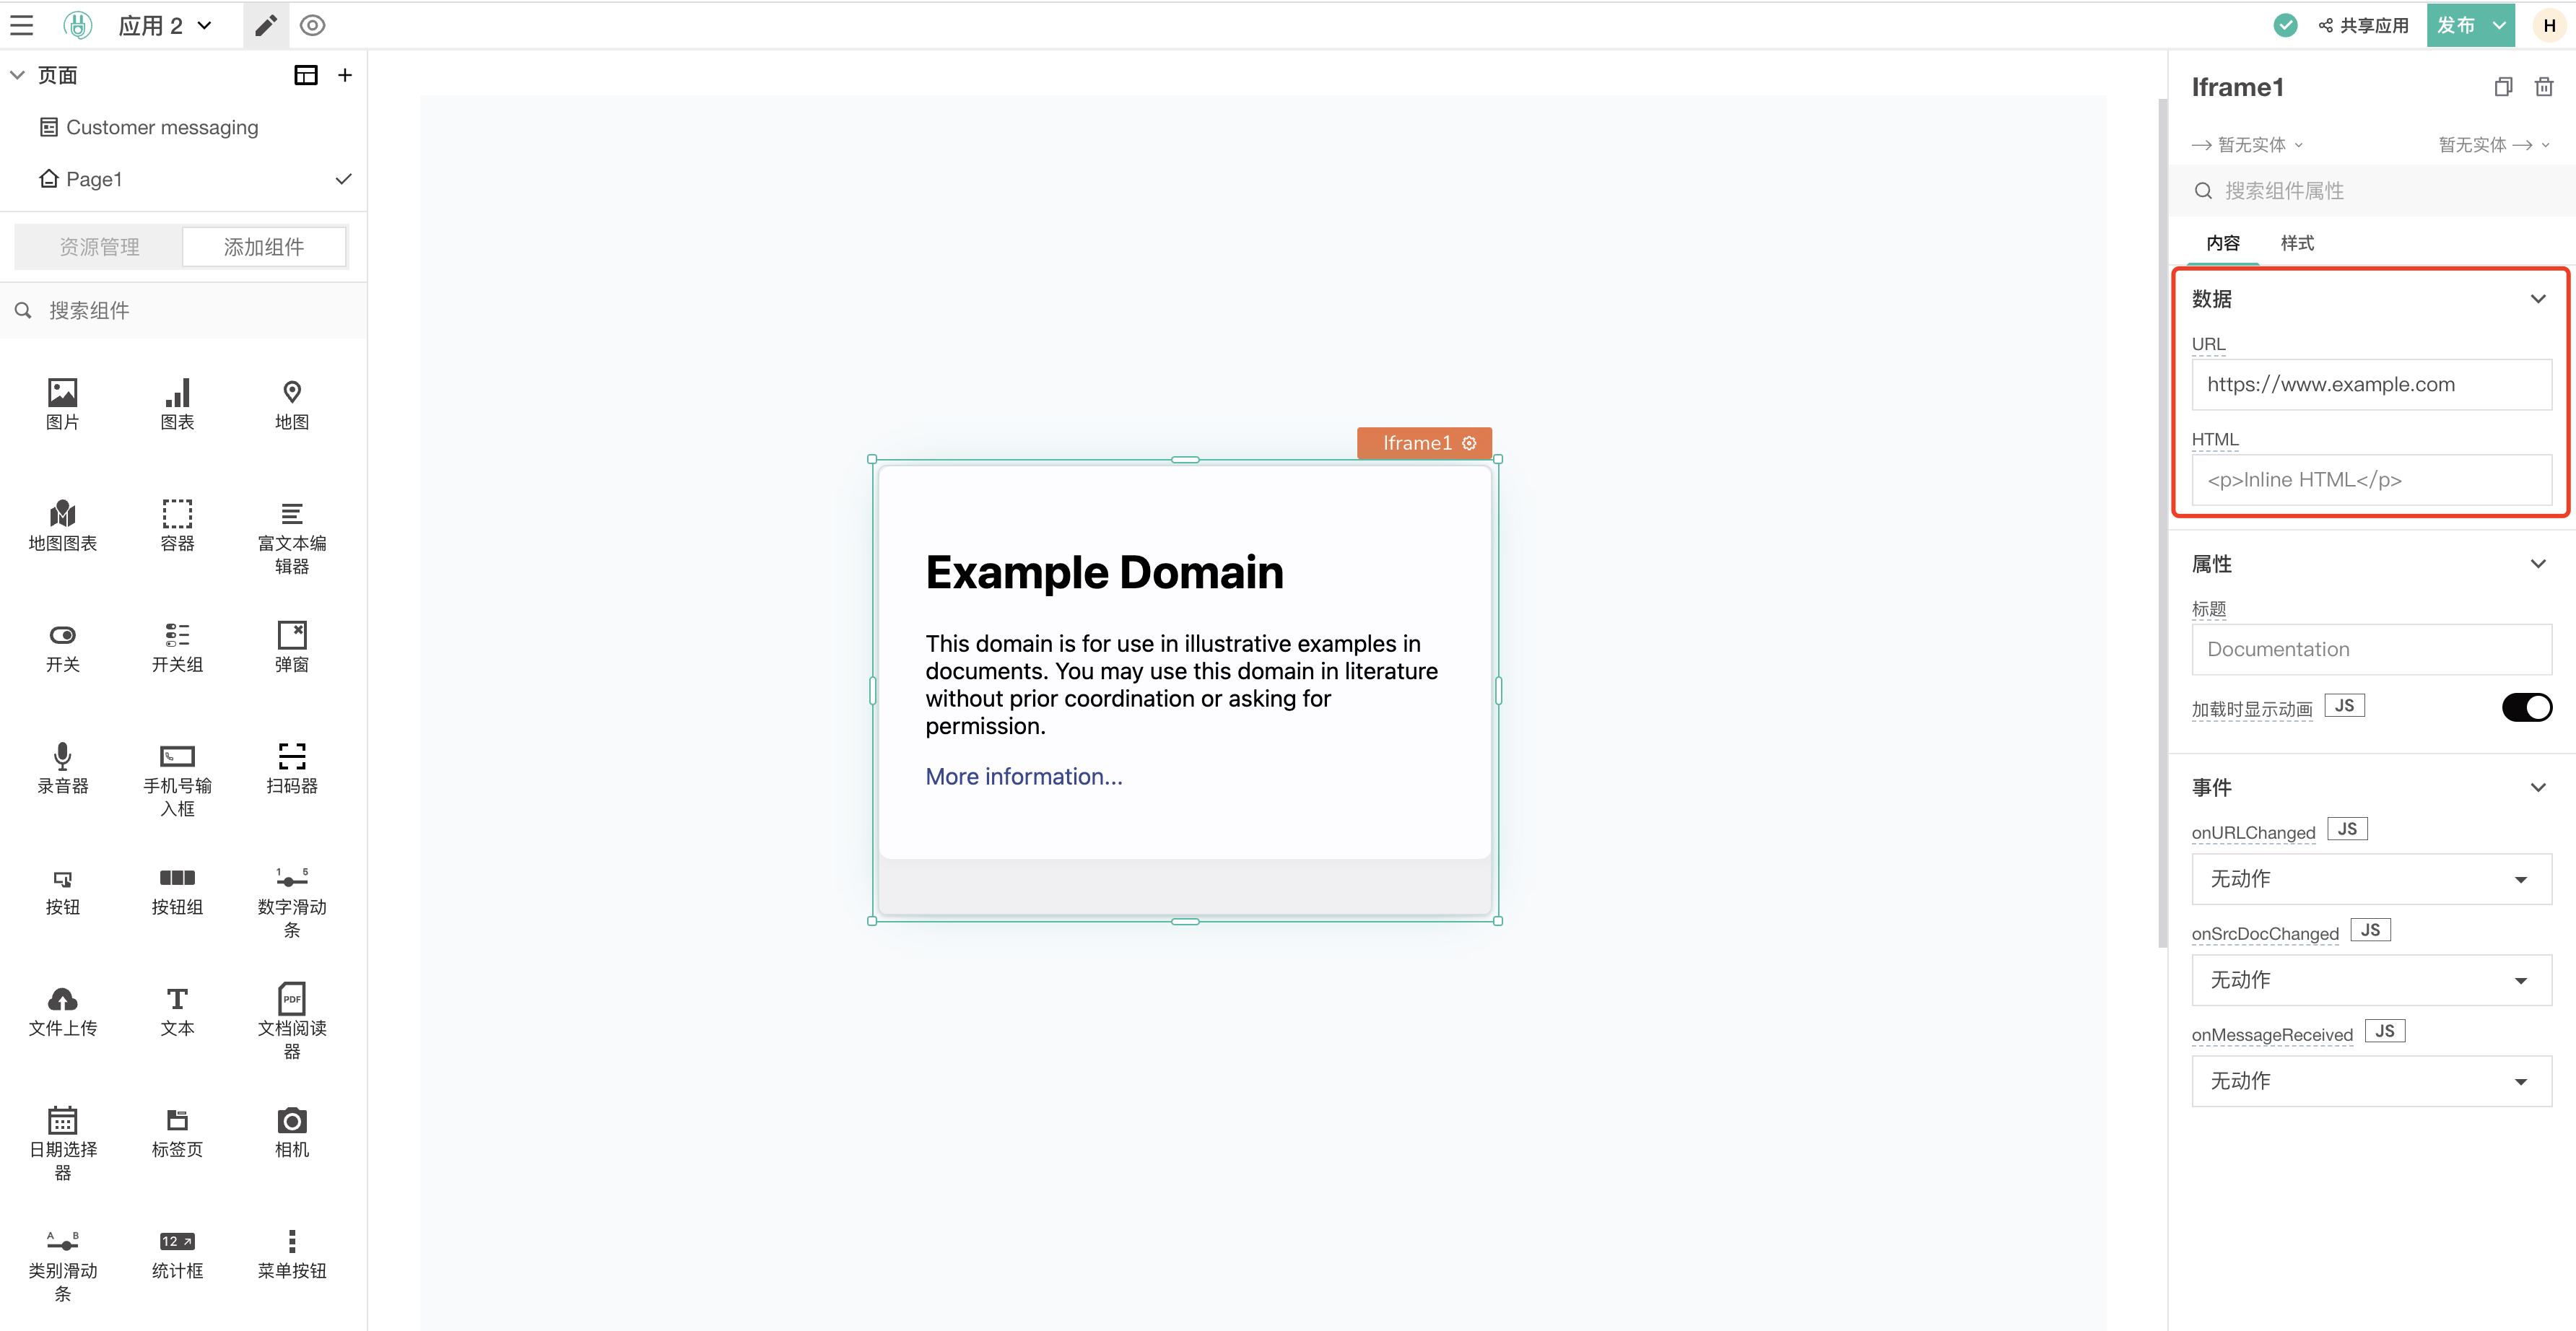 应用 2
共享应用
发布
H
页面
Customer messaging
Page1
资源管理
添加组件
搜索组件
图片
图表
地图
地图图表
容器
富文本编
辑器
开关
开关组
弹窗
录音器
手机号输
入框
扫码器
按钮
按钮组
1 5
数字滑动
条
文件上传
T
文本
PDF
文档阅读
器
日期选择
器
标签页
相机
A B
类别滑动
条
12
统计框
菜单按钮
Iframe1
Example Domain
This domain is for use in illustrative examples in
documents. You may use this domain in literature
without prior coordination or asking for
permission.
More information...
Iframe1
暂无实体
暂无实体
搜索组件属性
内容
样式
数据
URL
https://www.example.com
HTML
<p>Inline HTML</p>
属性
标题
Documentation
加载时显示动画 JS
事件
onURLChanged JS
无动作
onSrcDocChanged JS
无动作
onMessageReceived JS
无动作